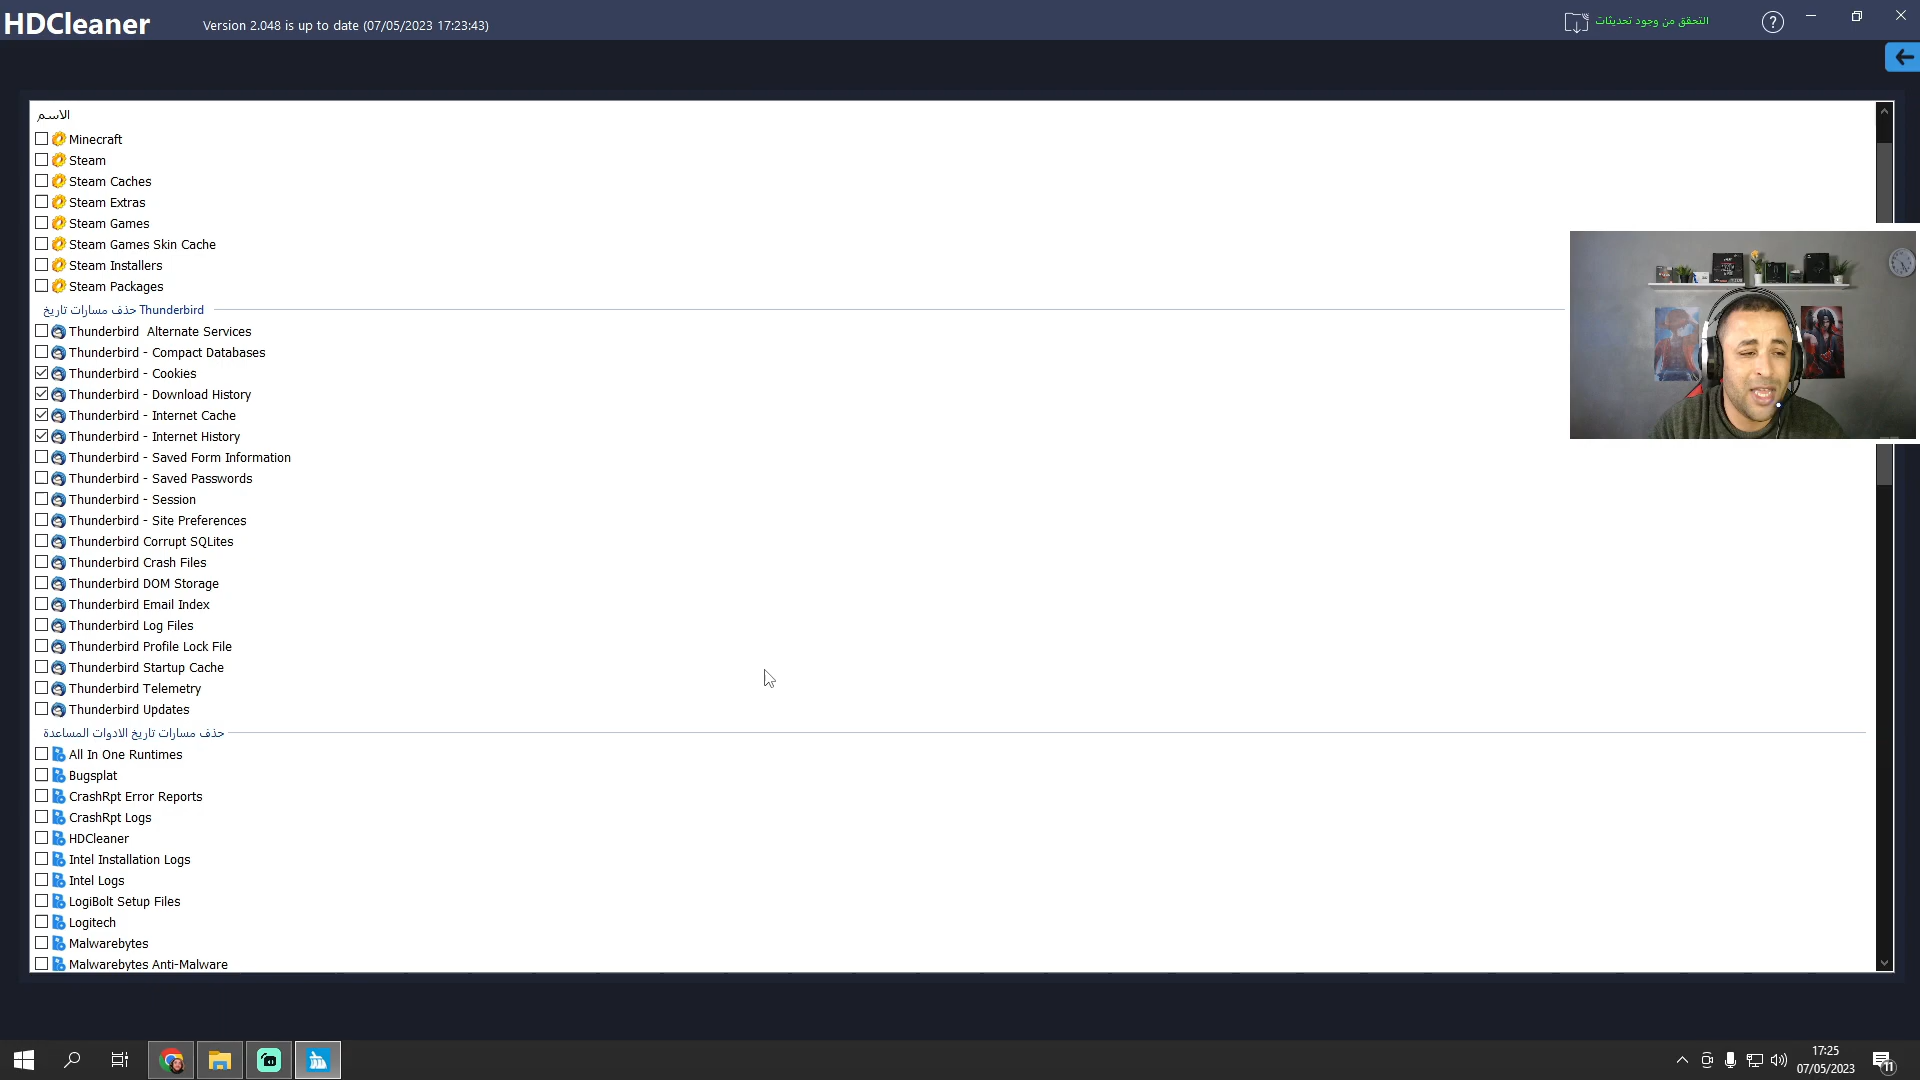 HDCleaner
Version 2.048 is up to date (07/05/2023 17:23:43)
التحقق من وجود تحديثات
?
الاسم
Minecraft
Steam
Steam Caches
Steam Extras
Steam Games
Steam Games Skin Cache
Steam Installers
Steam Packages
حذف مسارات تاريخ Thunderbird
Thunderbird  Alternate Services
Thunderbird - Compact Databases
Thunderbird - Cookies
Thunderbird - Download History
Thunderbird - Internet Cache
Thunderbird - Internet History
Thunderbird - Saved Form Information
Thunderbird - Saved Passwords
Thunderbird - Session
Thunderbird - Site Preferences
Thunderbird Corrupt SQLites
Thunderbird Crash Files
Thunderbird DOM Storage
Thunderbird Email Index
Thunderbird Log Files
Thunderbird Profile Lock File
Thunderbird Startup Cache
Thunderbird Telemetry
Thunderbird Updates
حذف مسارات تاريخ الادوات المساعدة
All In One Runtimes
Bugsplat
CrashRpt Error Reports
CrashRpt Logs
HDCleaner
Intel Installation Logs
Intel Logs
LogiBolt Setup Files
Logitech
Malwarebytes
Malwarebytes Anti-Malware
17:25
07/05/2023
11